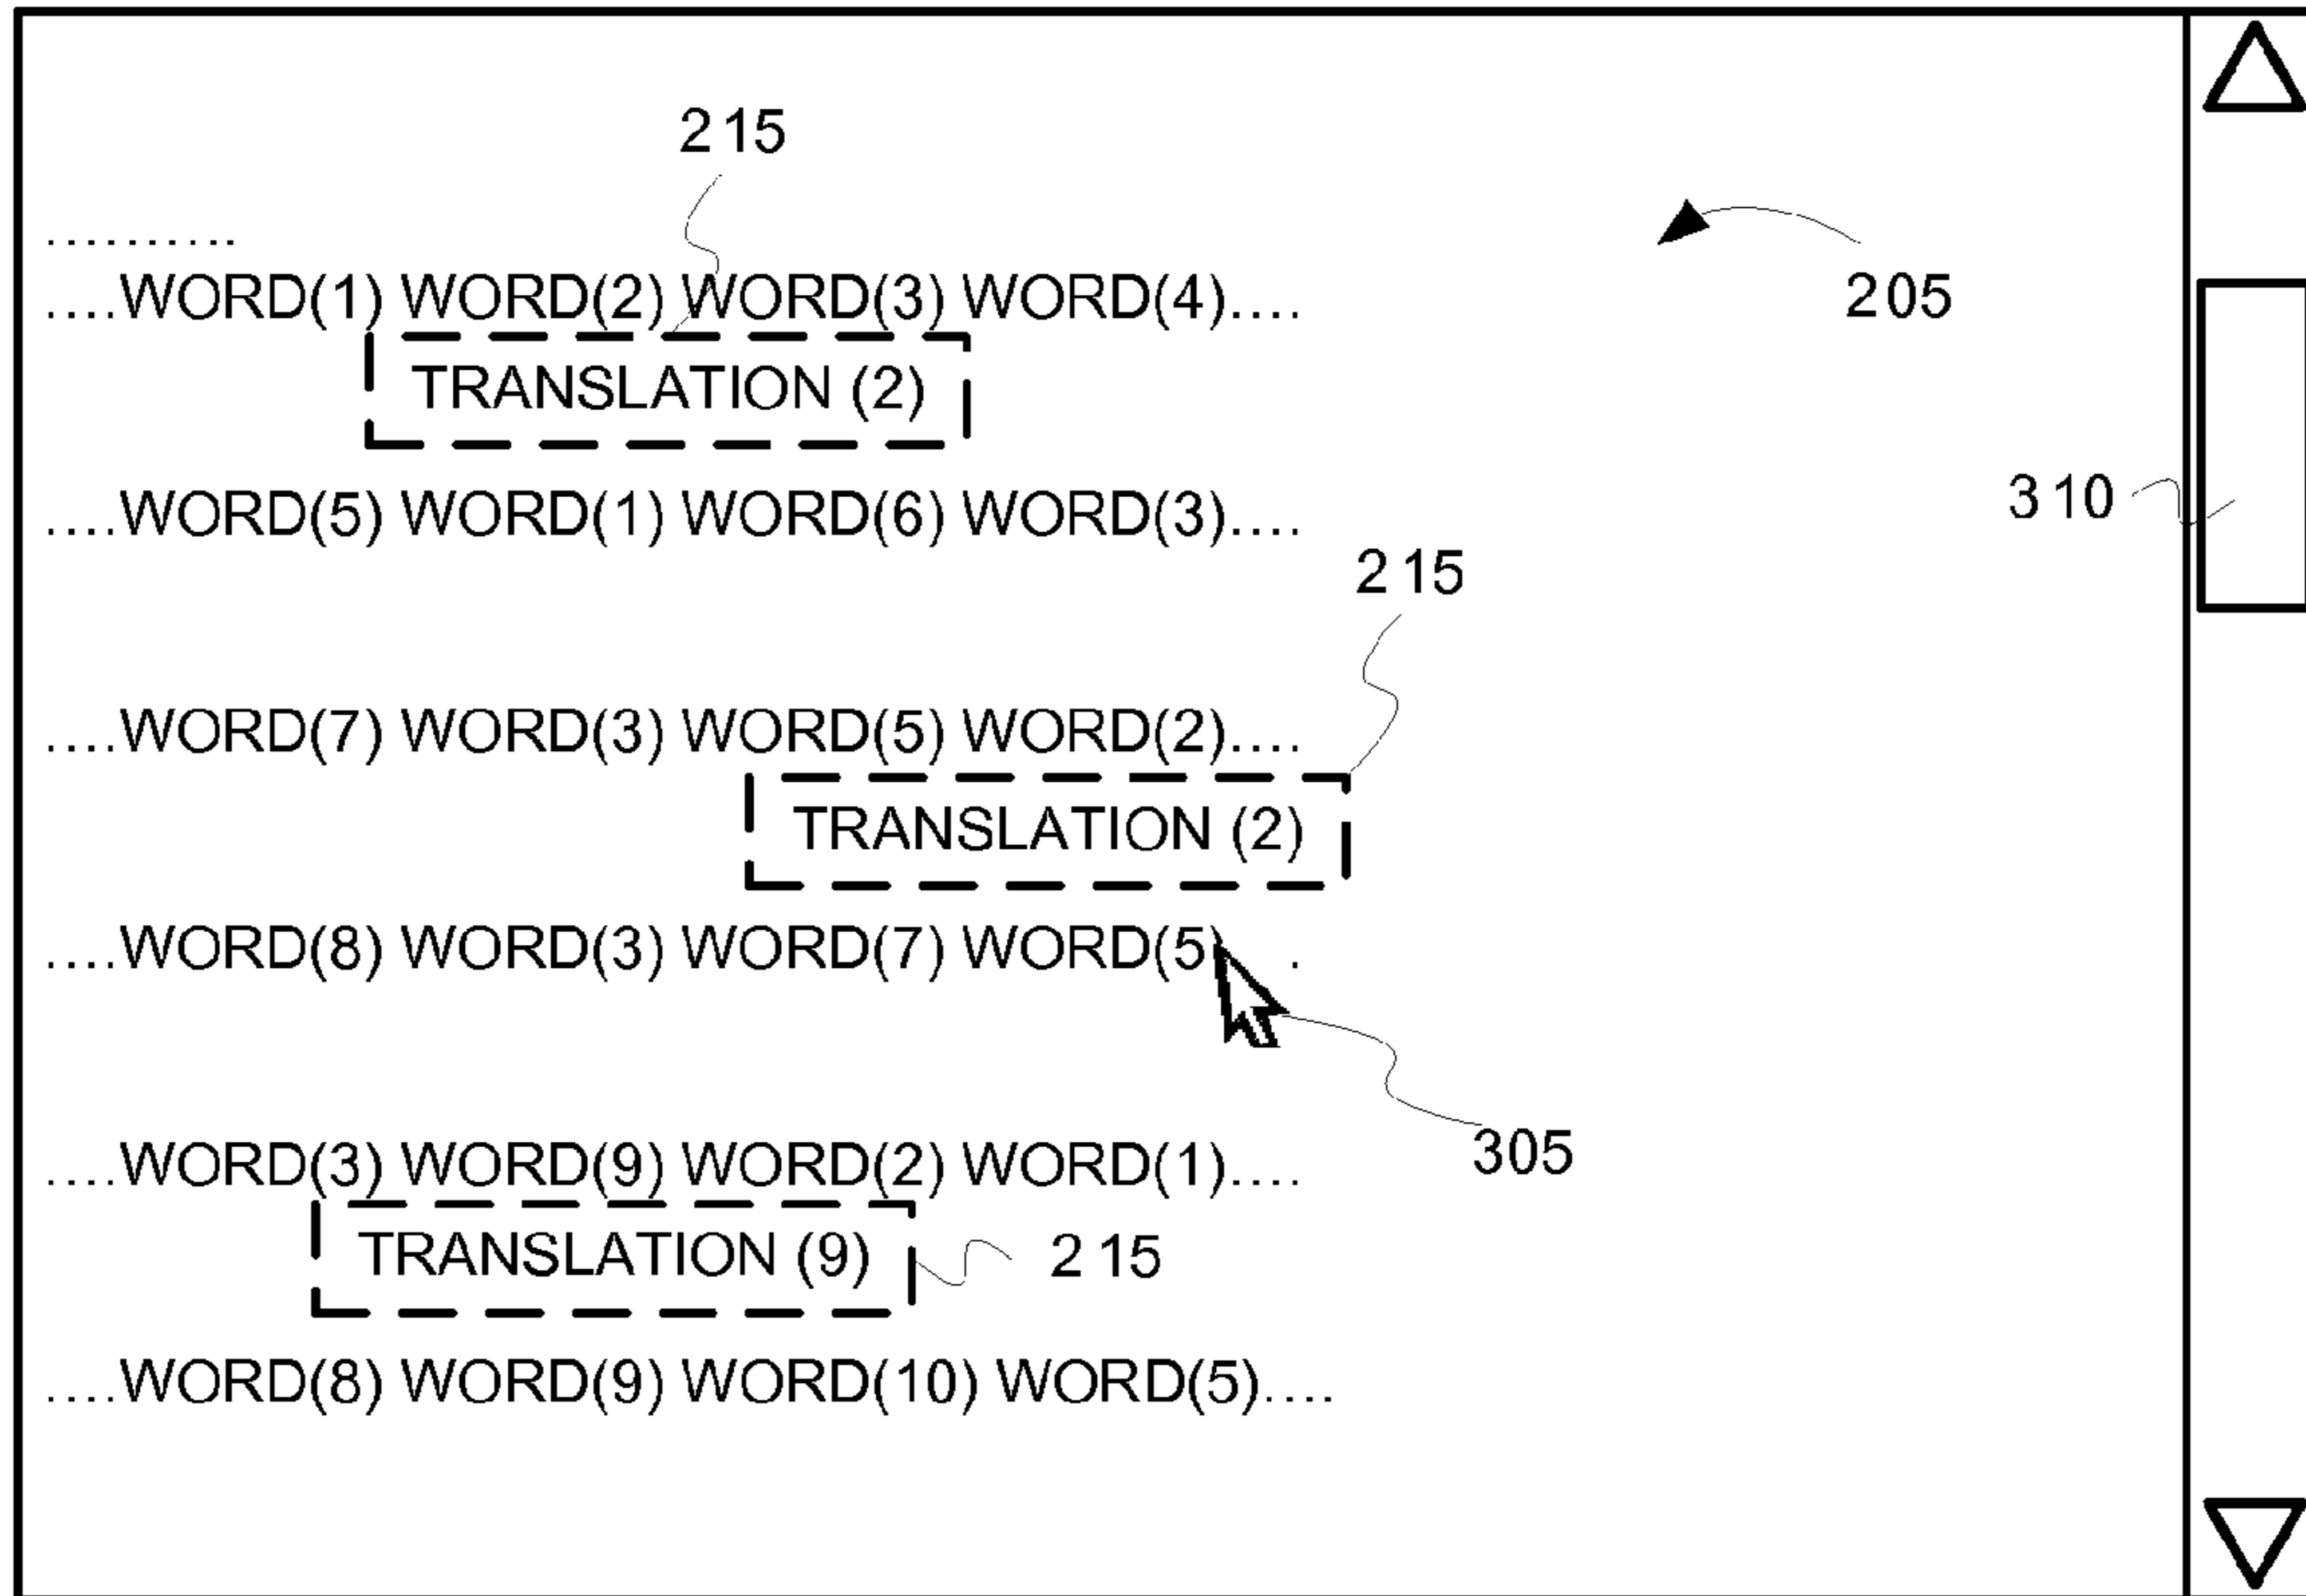 215
..........
....WORD(1) WORD(2) WORD(3) WORD(4)....
205
TRANSLATION (2)
....WORD(5) WORD(1) WORD(6) WORD(3)....
310
215
....WORD(7) WORD(3) WORD(5) WORD(2)....
TRANSLATION (2)
....WORD(8) WORD(3) WORD(7) WORD(5) .
305
....WORD(3) WORD(9) WORD(2) WORD(1)....
TRANSLATION (9)
215
....WORD(8) WORD(9) WORD(10) WORD(5)....